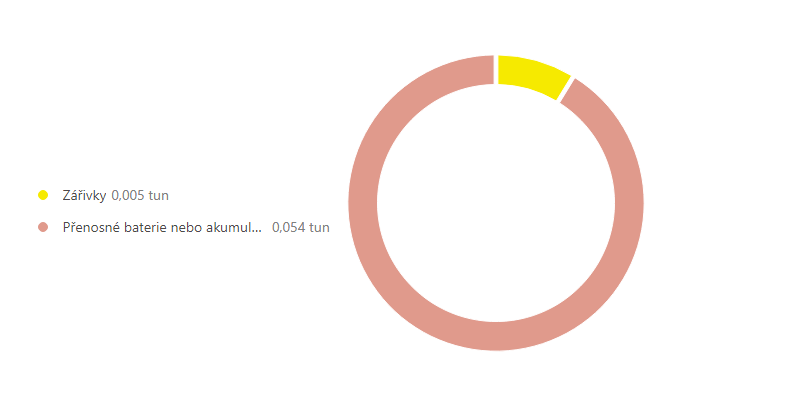 Zářivky 0,005 tun
Přenosné baterie nebo akumul... 0,054 tun